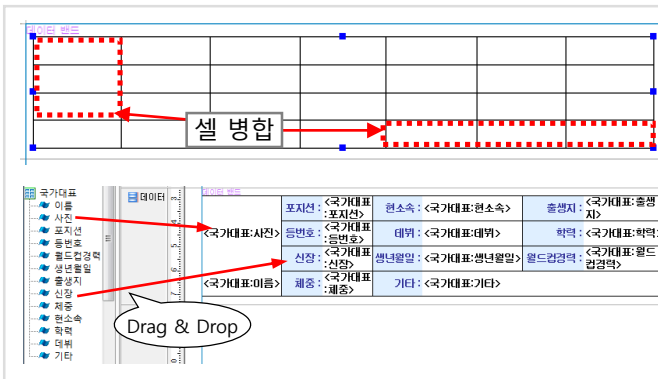 데이터 밴드
셀 병합
국가대표
이름
사진
포지션
등번호
월드컵경력
생년월일
출생지
신장
체중
현소속
학력
데뷔
기타
데이터
데이터 밴드
<국가대표:사진>
포지션 : <국가대표
:포지션>
현소속 : <국가대표:현소속>
출생지 : <국가대표:출생
지>
등번호 : <국가대표
:등번호>
데뷔 : <국가대표:데뷔>
학력 : <국가대표:학력
신장 : <국가대표
:신장>
생년월일 : <국가대표:생년월일>
월드컵경력 : <국가대표:월드
컵경력>
<국가대표:이름>
체중 : <국가대표
:체중>
기타 : <국가대표:기타>
Drag & Drop